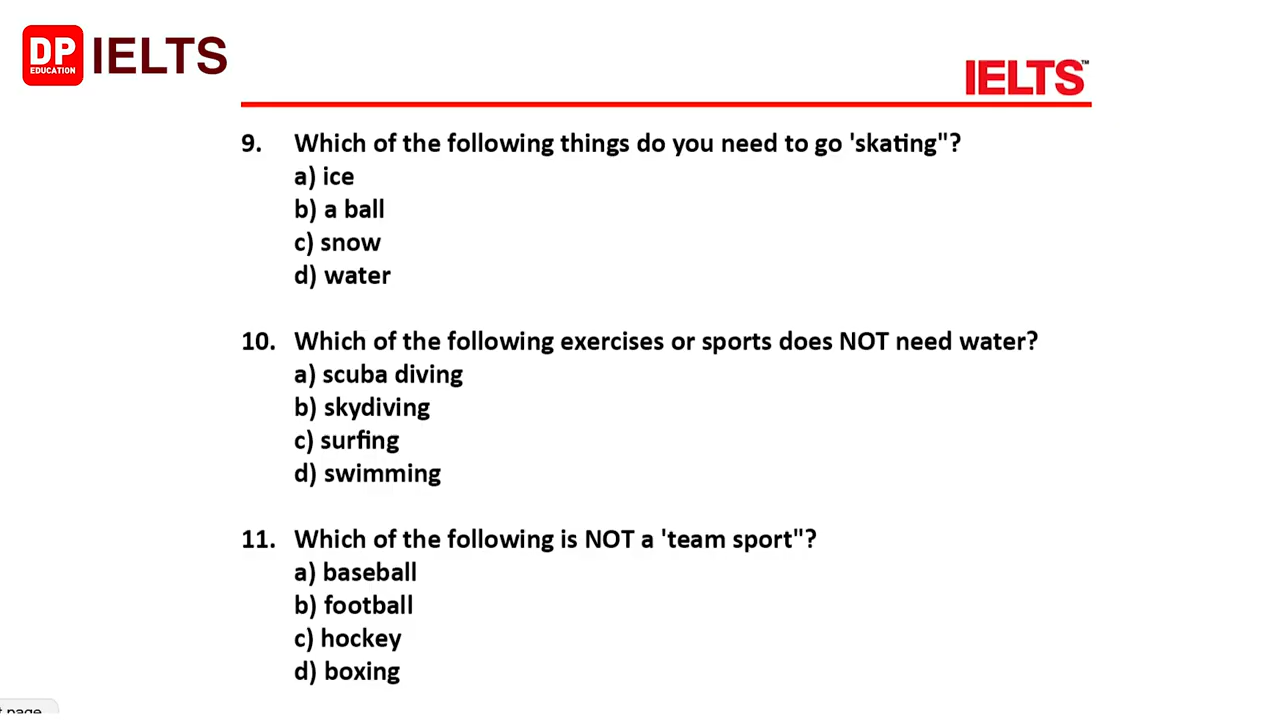 DP
EDUCATION
IELTS
IELTS™
9. Which of the following things do you need to go 'skating"?
a) ice
b) a ball
c) snow
d) water
10. Which of the following exercises or sports does NOT need water?
a) scuba diving
b) skydiving
c) surfing
d) swimming
11. Which of the following is NOT a 'team sport"?
a) baseball
b) football
c) hockey
d) boxing
page